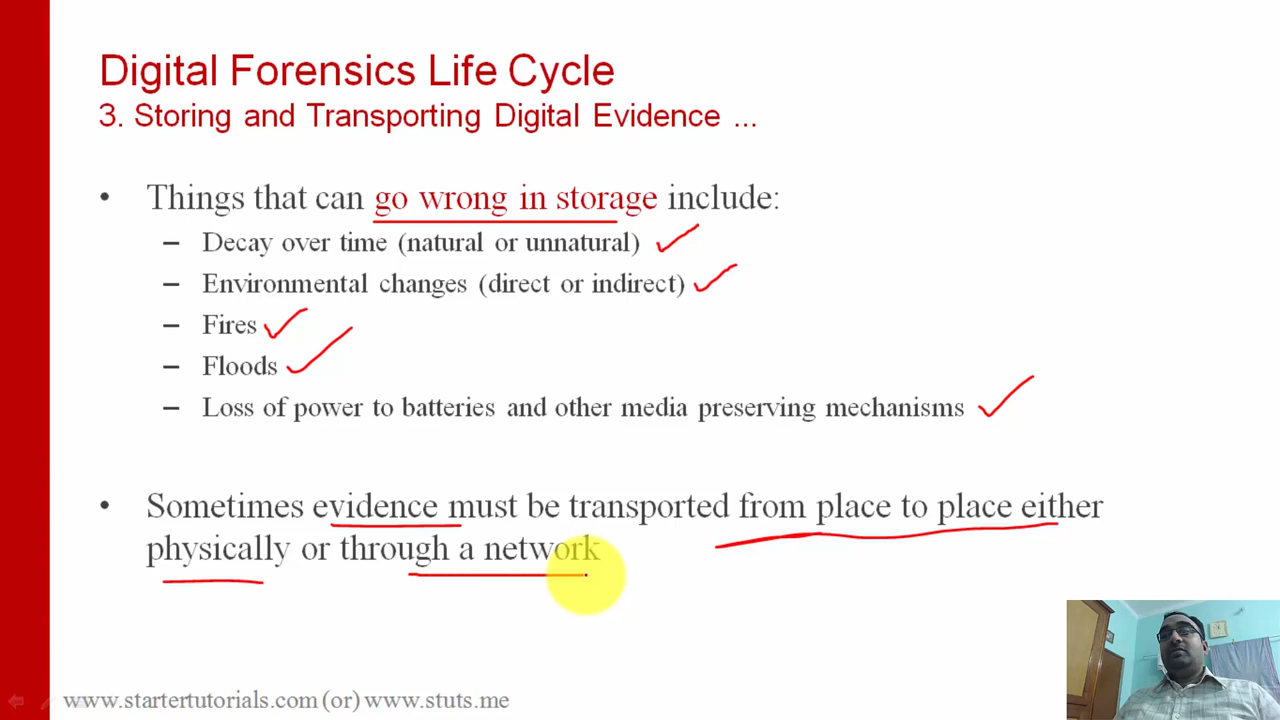 Digital Forensics Life Cycle
3. Storing and Transporting Digital Evidence ...
• Things that can go wrong in storage include:
– Decay over time (natural or unnatural)
– Environmental changes (direct or indirect)
– Fires
– Floods
– Loss of power to batteries and other media preserving mechanisms
• Sometimes evidence must be transported from place to place either
physically or through a network
www.startertutorials.com (or) www.stuts.me